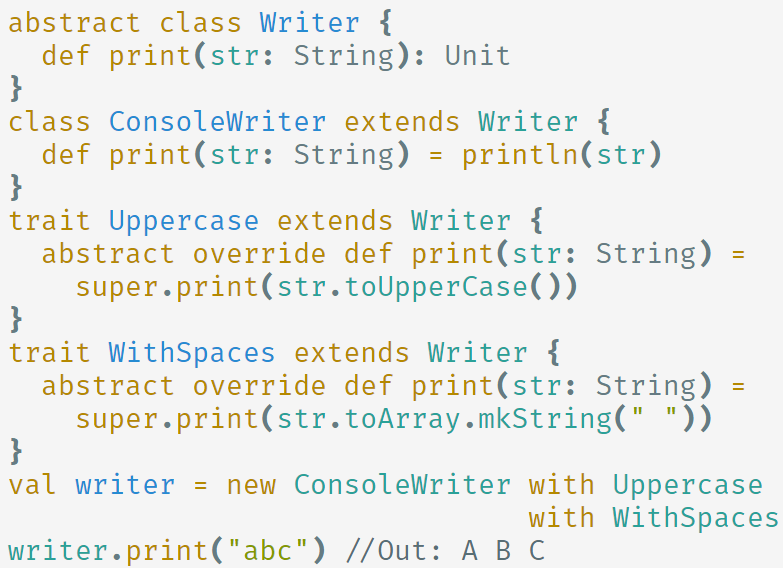 abstract class Writer {
  def print(str: String): Unit
}
class ConsoleWriter extends Writer {
  def print(str: String) = println(str)
}
trait Uppercase extends Writer {
  abstract override def print(str: String) =
    super.print(str.toUpperCase())
}
trait WithSpaces extends Writer {
  abstract override def print(str: String) =
    super.print(str.toArray.mkString(" "))
}
val writer = new ConsoleWriter with Uppercase
                               with WithSpaces
writer.print("abc") //Out: A B C